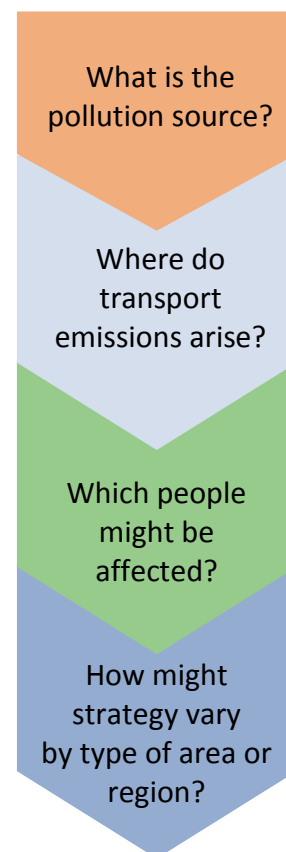 What is the
pollution source?
Where do
transport
emissions arise?
Which people
might be
affected?
How might
strategy vary
by type of area or
region?